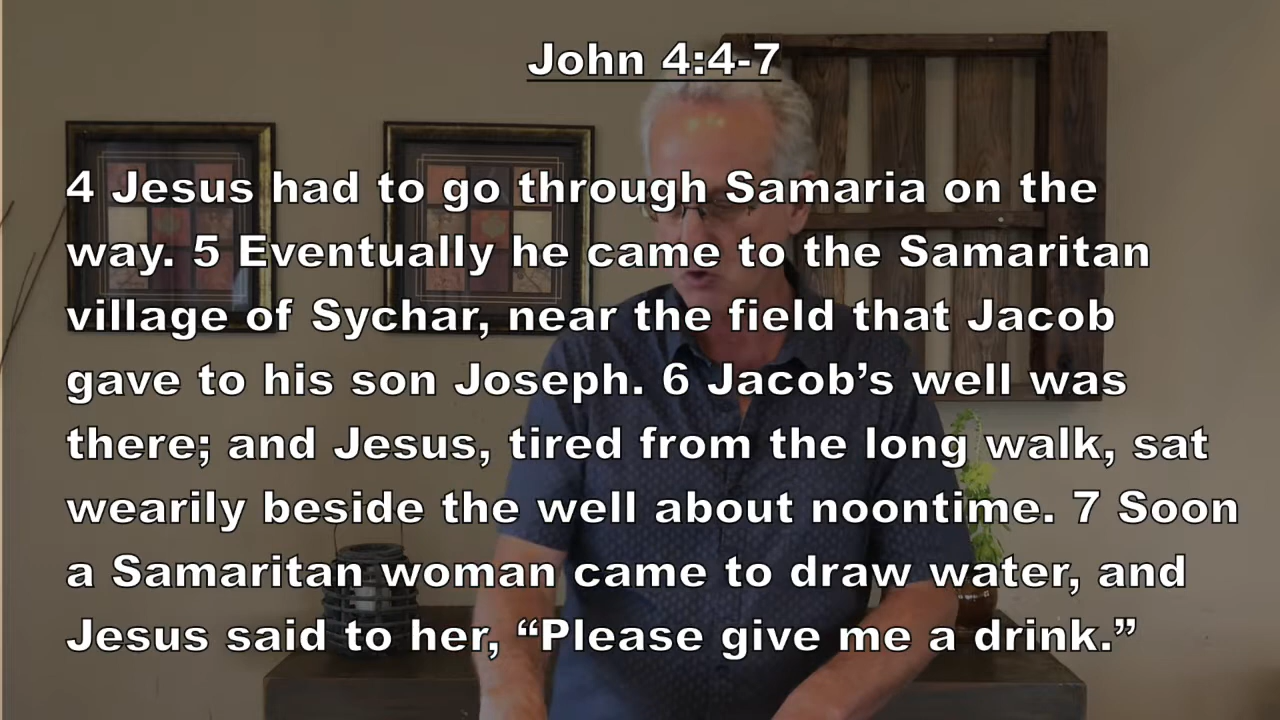 John 4:4-7
4 Jesus had to go through Samaria on the
way. 5 Eventually he came to the Samaritan
village of Sychar, near the field that Jacob
gave to his son Joseph. 6 Jacob’s well was
there; and Jesus, tired from the long walk, sat
wearily beside the well about noontime. 7 Soon
a Samaritan woman came to draw water, and
Jesus said to her, “Please give me a drink.”